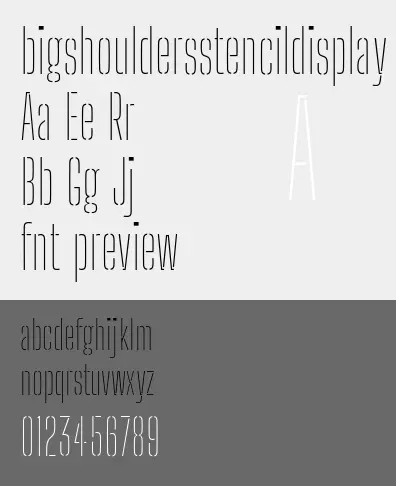 bigshouldersstencildisplay
Aa Ee Rr
A
Bb Gg Jj
fnt preview
abcdefghijklm
nopqrstuvwxyz
0123456789